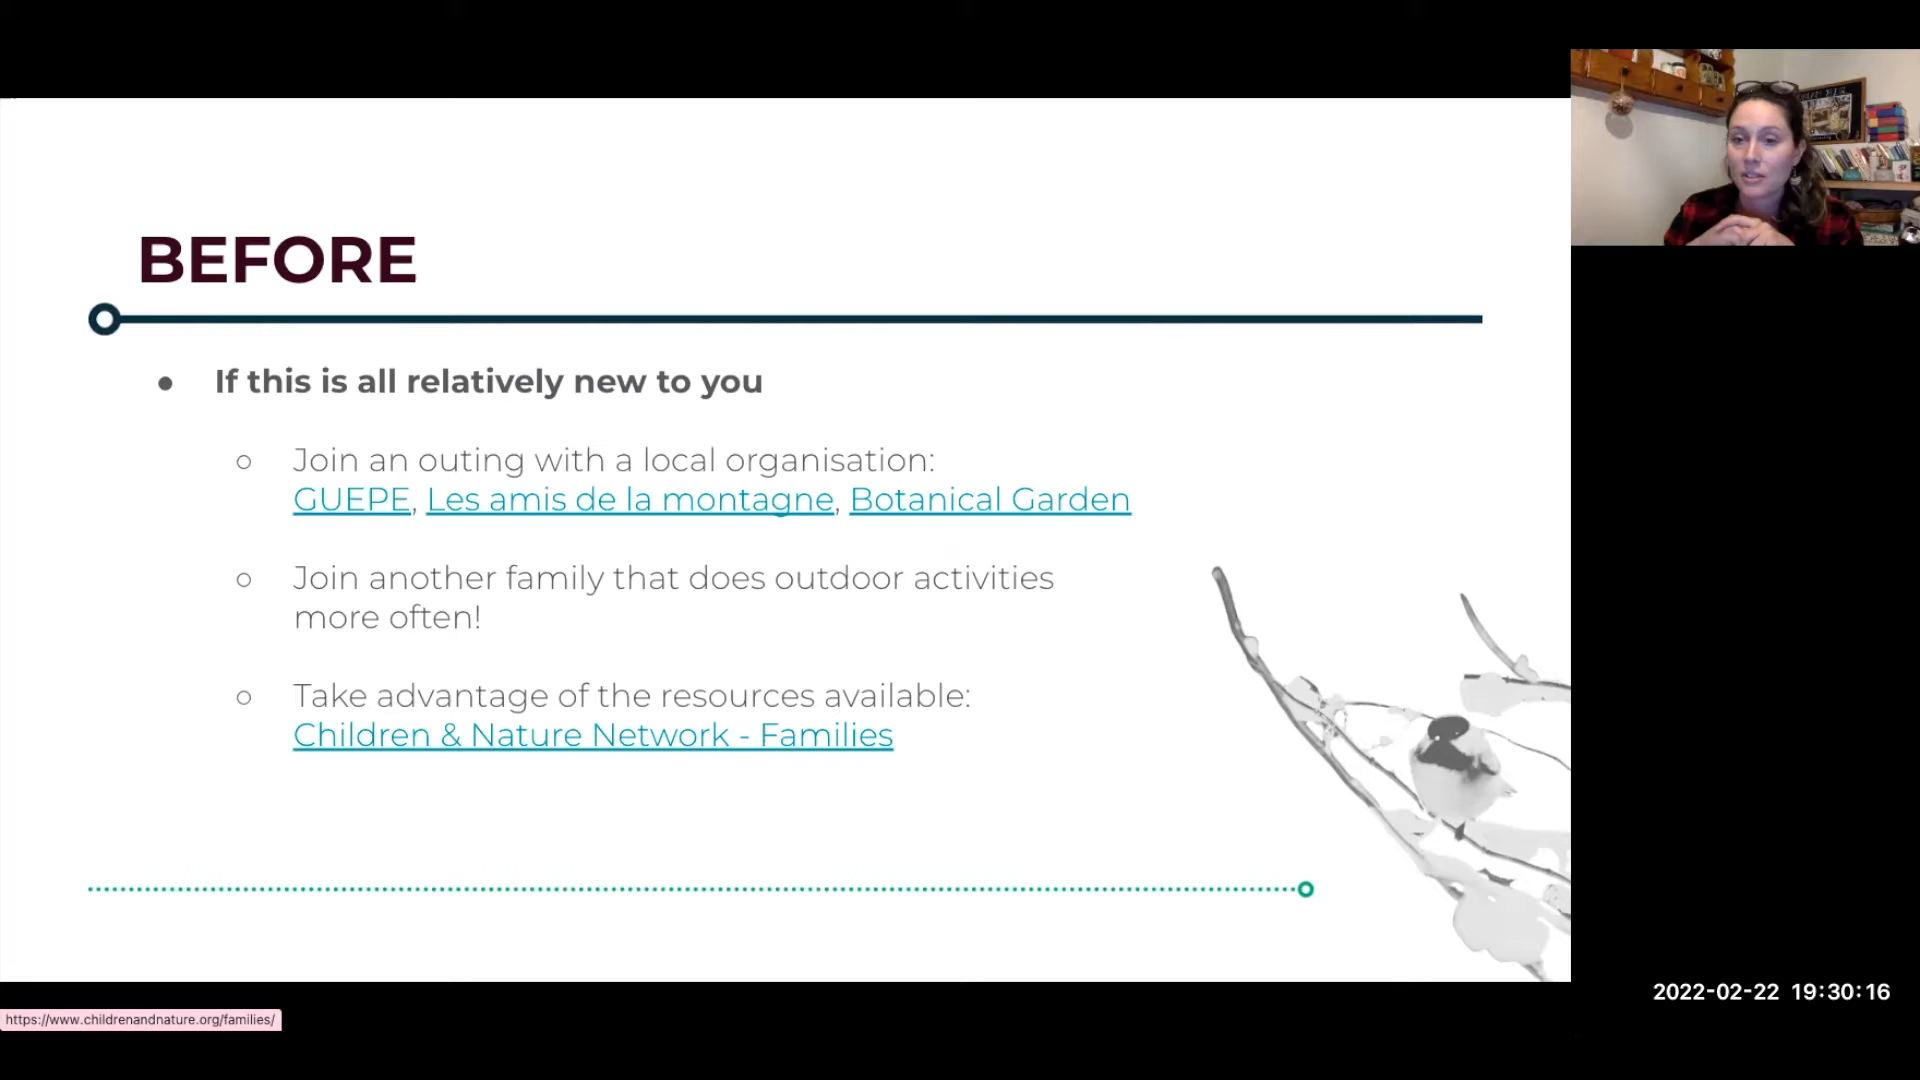 BEFORE
● If this is all relatively new to you
○ Join an outing with a local organisation:
GUEPE, Les amis de la montagne, Botanical Garden
○ Join another family that does outdoor activities
more often!
○ Take advantage of the resources available:
Children & Nature Network - Families
2022-02-22 19:30:16
https://www.childrenandnature.org/families/